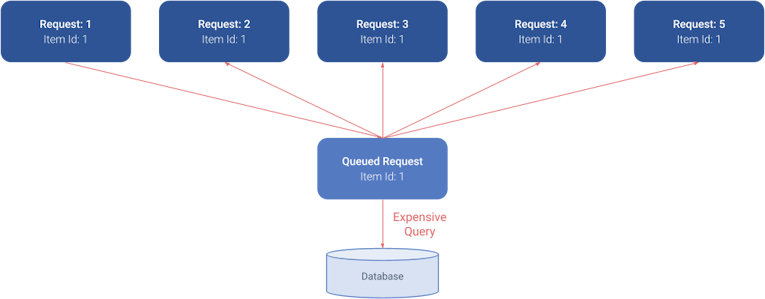 Request: 1
Item Id: 1
Request: 2
Item Id: 1
Request: 3
Item Id: 1
Request: 4
Item Id: 1
Request: 5
Item Id: 1
Queued Request
Item Id: 1
Expensive
Query
Database